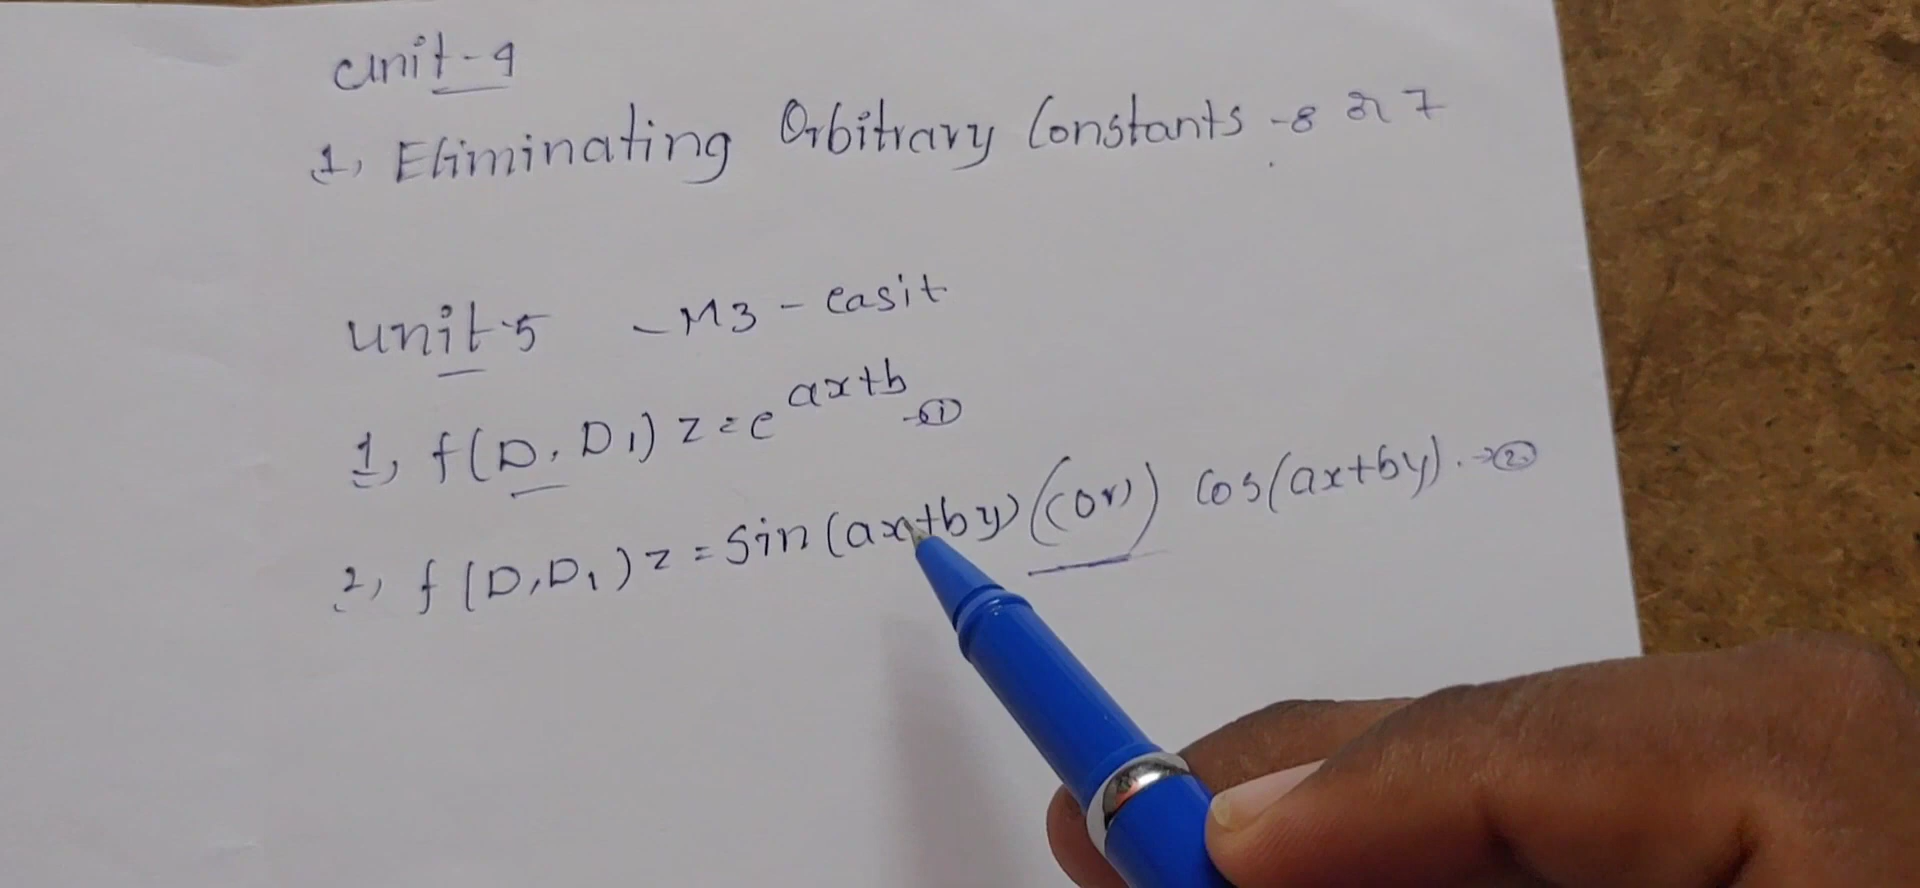 Unit-4
1, Eliminating Orbitrary Constants -8 or 7
Unit-5 - M3 - easit
1, f(D, D1) z = e^ax+b -①
2, f(D, D1) z = Sin(ax+by) (or) Cos(ax+by). →②